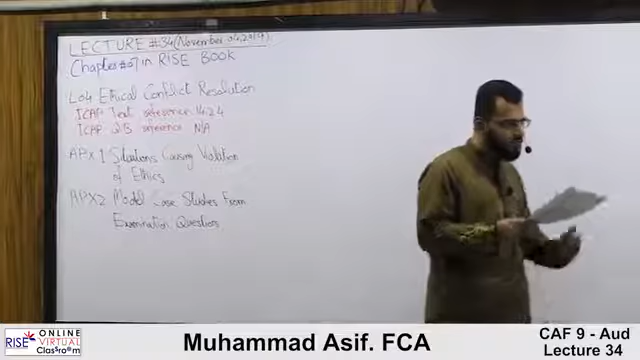 LECTURE #34 (November 04, 2019)
Chapter #07 in RISE BOOK
LO4 Ethical Conflict Resolution
ICAP Text reference 14.2.4
ICAP Q.B reference N/A
APX 1 Situations Causing Violation
of Ethics
APX 2 Model Case Studies From
Examination Questions
RISE ONLINE
VIRTUAL
Classroom
Muhammad Asif. FCA
CAF 9 - Aud
Lecture 34